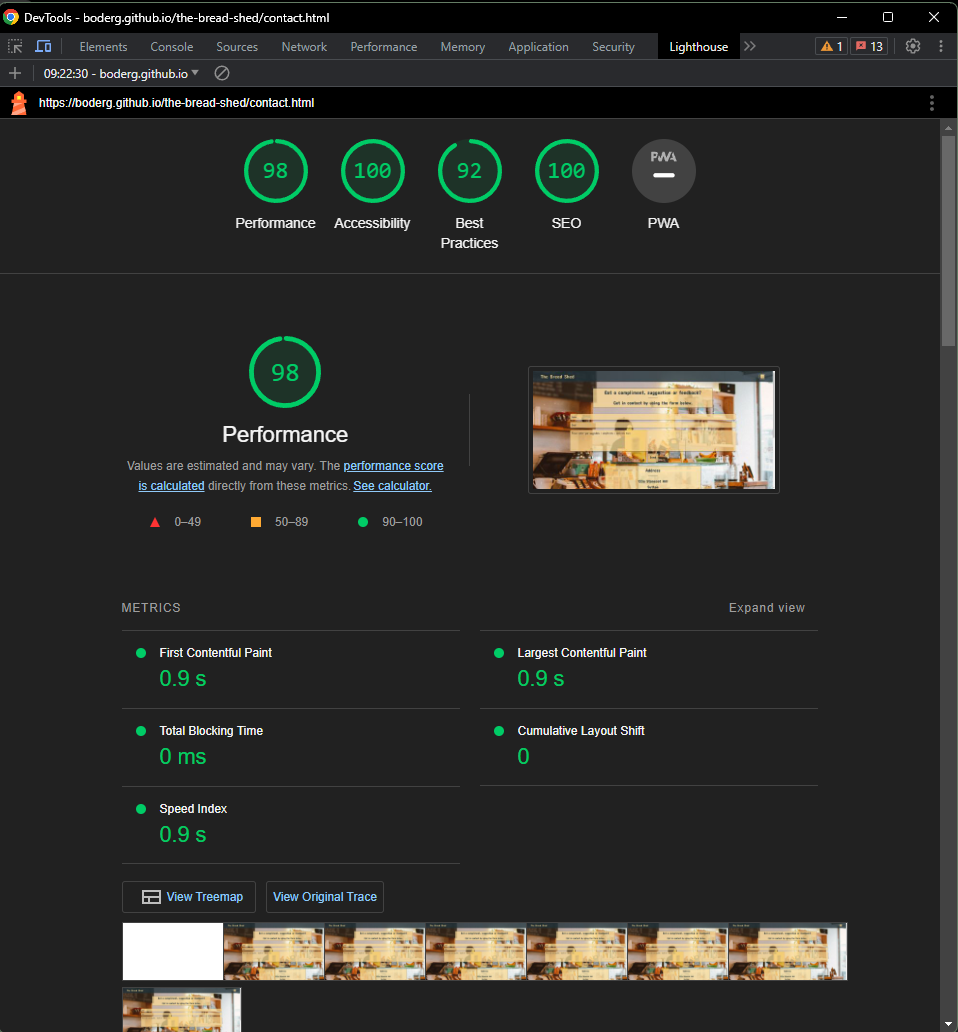 DevTools - boderg.github.io/the-bread-shed/contact.html
Elements Console Sources Network Performance Memory Application Security Lighthouse 1 13
09:22:30 - boderg.github.io
https://boderg.github.io/the-bread-shed/contact.html
98 100 92 100 PWA
Performance Accessibility Best Practices SEO PWA
98
Performance
The Bread Shed
Got a compliment, suggestion or feedback?
Get in contact by using the form below.
Address
Values are estimated and may vary. The performance score
is calculated directly from these metrics. See calculator.
0–49 50–89 90–100
METRICS Expand view
First Contentful Paint
0.9 s
Largest Contentful Paint
0.9 s
Total Blocking Time
0 ms
Cumulative Layout Shift
0
Speed Index
0.9 s
View Treemap View Original Trace